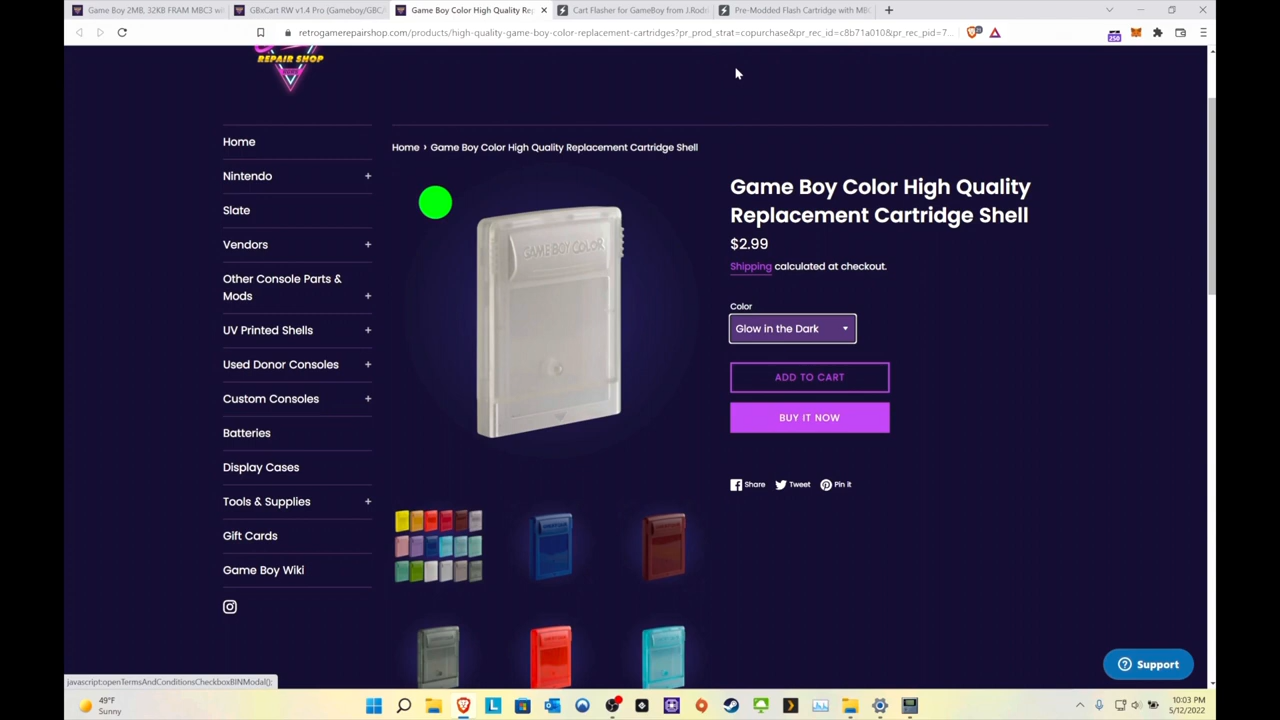 Game Boy 2MB, 32KB FRAM MBC3 wi
GBxCart RW v1.4 Pro (Gameboy/GBC/
Game Boy Color High Quality Re
Cart Flasher for GameBoy from J.Rod
Pre-Modded Flash Cartridge with MBC
retrogamerepairshop.com/products/high-quality-game-boy-color-replacement-cartridges?pr_prod_strat=copurchase&pr_rec_id=c8b71a010&pr_rec_pid=7...
250
REPAIR SHOP
Home
Nintendo +
Slate
Vendors +
Other Console Parts &
Mods +
UV Printed Shells +
Used Donor Consoles +
Custom Consoles +
Batteries
Display Cases
Tools & Supplies +
Gift Cards
Game Boy Wiki
Home › Game Boy Color High Quality Replacement Cartridge Shell
GAME BOY COLOR
Game Boy Color High Quality
Replacement Cartridge Shell
$2.99
Shipping calculated at checkout.
Color
Glow in the Dark
ADD TO CART
BUY IT NOW
Share Tweet Pin it
Support
javascript:openTermsAndConditionsCheckboxBINModal();
49°F
Sunny
10:03 PM
5/12/2022